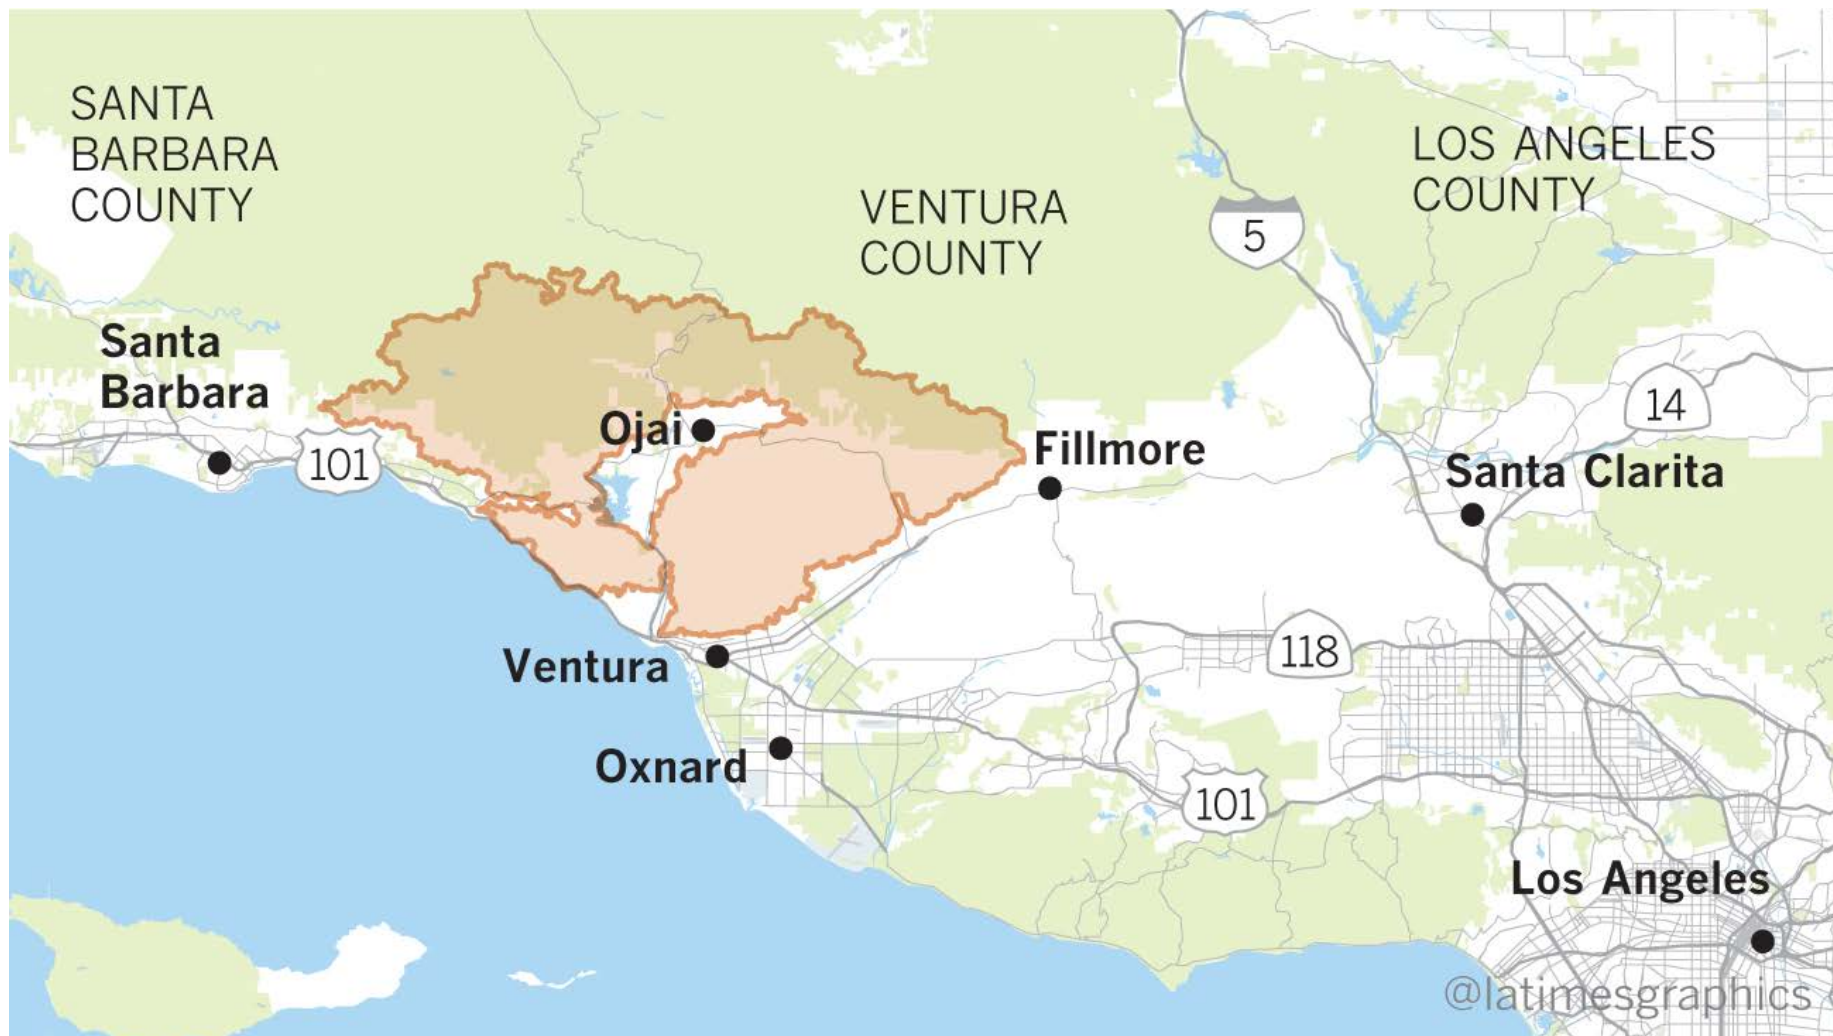 SANTA
BARBARA
COUNTY
VENTURA
COUNTY
LOS ANGELES
COUNTY
5
Santa
Barbara
14
Ojai
Fillmore
101
Santa Clarita
118
Ventura
Oxnard
101
Los Angeles
@latimesgraphics